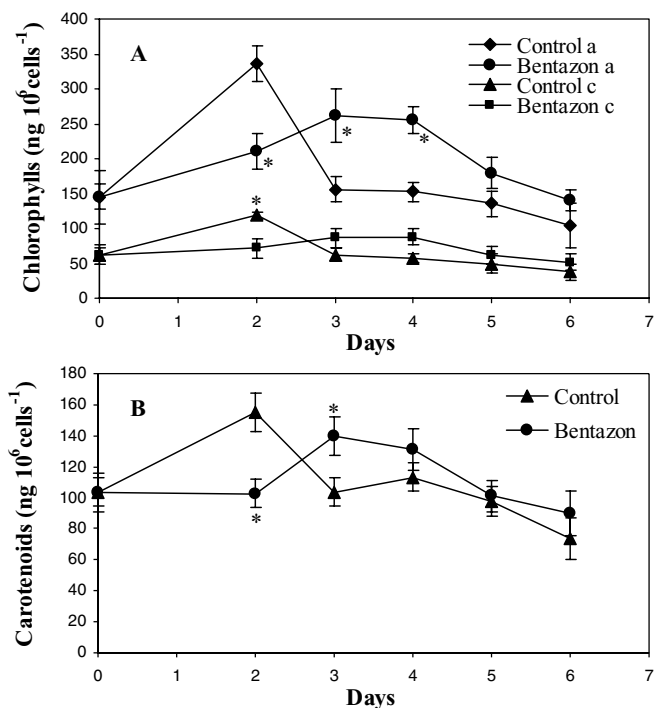 A
Chlorophylls (ng 10⁶cells⁻¹)
400
350
300
250
200
150
100
50
0
Control a
Bentazon a
Control c
Bentazon c
*
*
*
*
0 1 2 3 4 5 6 7
Days
B
Carotenoids (ng 10⁶cells⁻¹)
180
160
140
120
100
80
60
40
20
0
Control
Bentazon
*
*
0 1 2 3 4 5 6 7
Days